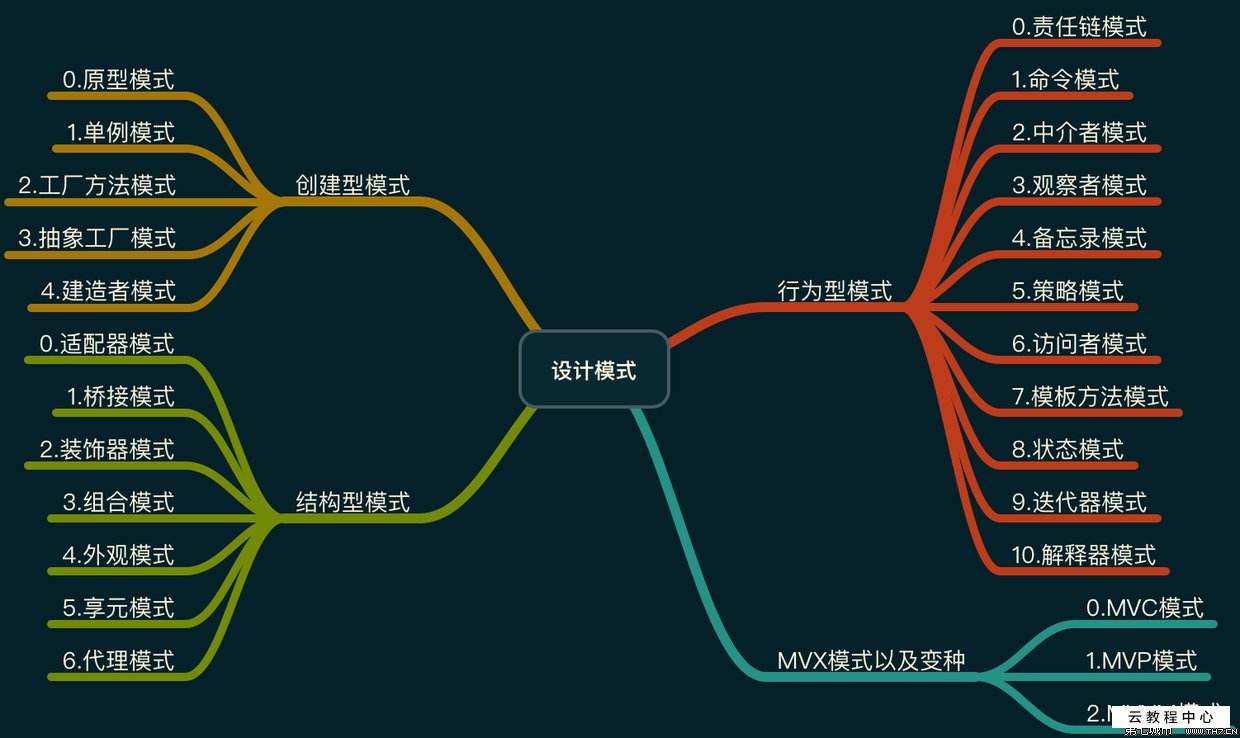 设计模式
创建型模式
0.原型模式
1.单例模式
2.工厂方法模式
3.抽象工厂模式
4.建造者模式
结构型模式
0.适配器模式
1.桥接模式
2.装饰器模式
3.组合模式
4.外观模式
5.享元模式
6.代理模式
行为型模式
0.责任链模式
1.命令模式
2.中介者模式
3.观察者模式
4.备忘录模式
5.策略模式
6.访问者模式
7.模板方法模式
8.状态模式
9.迭代器模式
10.解释器模式
MVX模式以及变种
0.MVC模式
1.MVP模式
2.
云教程中心
第七城市 WWW.TH7.CN